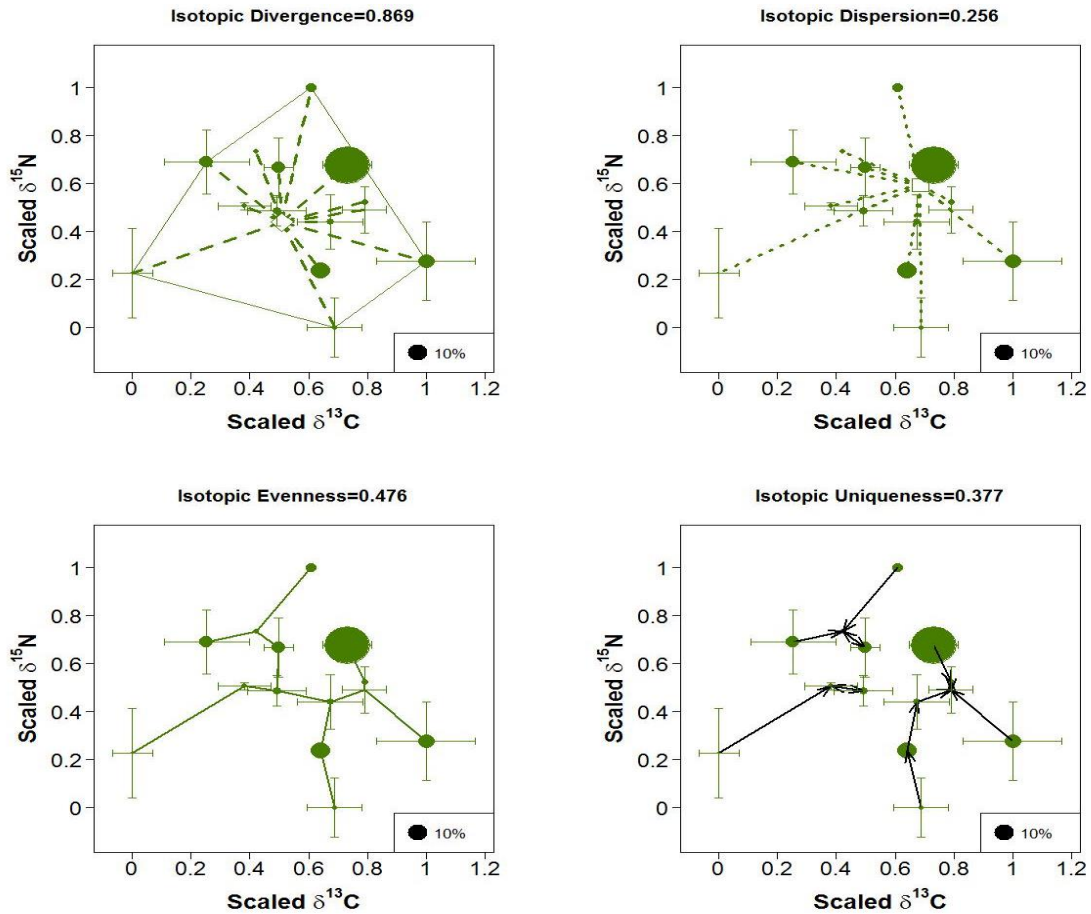 Isotopic Divergence=0.869
1
0.8
0.6
0.4
0.2
0
Scaled δ15N
10%
0 0.2 0.4 0.6 0.8 1 1.2
Scaled δ13C
Isotopic Dispersion=0.256
1
0.8
0.6
0.4
0.2
0
Scaled δ15N
10%
0 0.2 0.4 0.6 0.8 1 1.2
Scaled δ13C
Isotopic Evenness=0.476
1
0.8
0.6
0.4
0.2
0
Scaled δ15N
10%
0 0.2 0.4 0.6 0.8 1 1.2
Scaled δ13C
Isotopic Uniqueness=0.377
1
0.8
0.6
0.4
0.2
0
Scaled δ15N
10%
0 0.2 0.4 0.6 0.8 1 1.2
Scaled δ13C